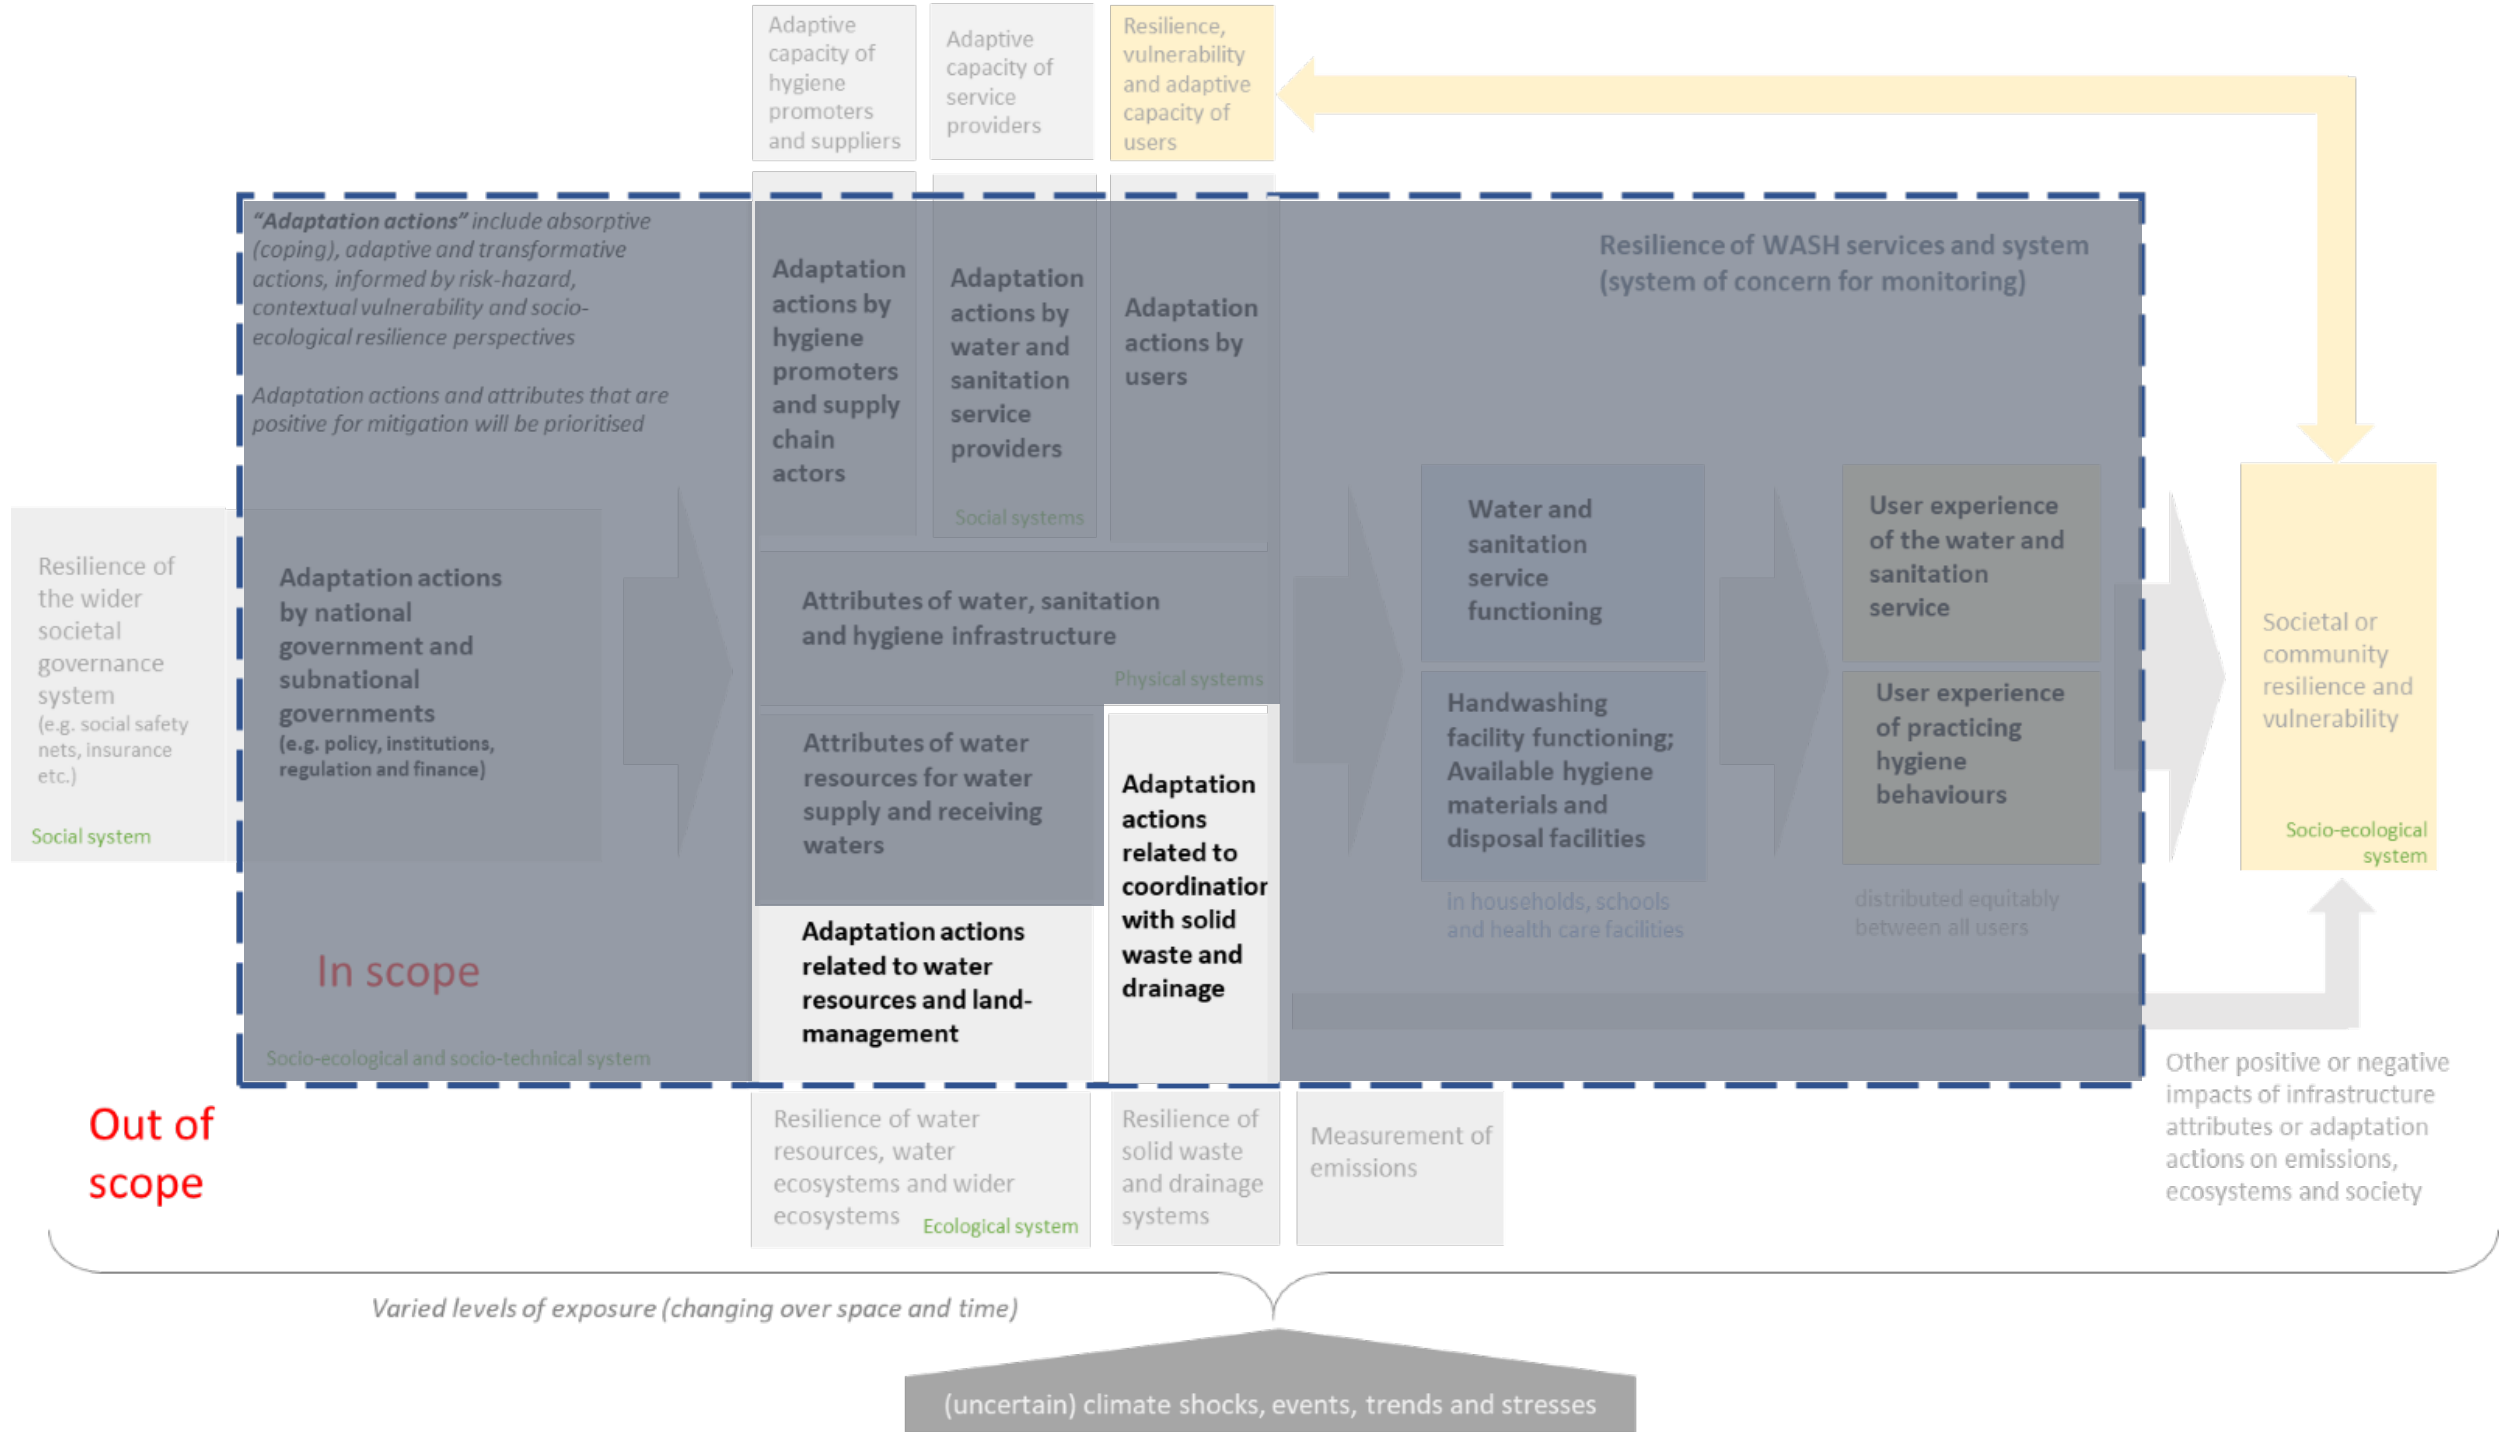 Adaptive
capacity of
hygiene
promoters
and suppliers
Adaptive
capacity of
service
providers
Resilience,
vulnerability
and adaptive
capacity of
users
“Adaptation actions” include absorptive
(coping), adaptive and transformative
actions, informed by risk-hazard,
contextual vulnerability and socio-
ecological resilience perspectives
Adaptation actions and attributes that are
positive for mitigation will be prioritised
Adaptation
actions by
hygiene
promoters
and supply
chain
actors
Adaptation
actions by
water and
sanitation
service
providers
Social systems
Adaptation
actions by
users
Resilience of WASH services and system
(system of concern for monitoring)
Resilience of
the wider
societal
governance
system
(e.g. social safety
nets, insurance
etc.)
Social system
Adaptation actions
by national
government and
subnational
governments
(e.g. policy, institutions,
regulation and finance)
Attributes of water, sanitation
and hygiene infrastructure
Physical systems
Attributes of water
resources for water
supply and receiving
waters
Adaptation
actions
related to
coordination
with solid
waste and
drainage
Adaptation actions
related to water
resources and land-
management
Water and
sanitation
service
functioning
Handwashing
facility functioning;
Available hygiene
materials and
disposal facilities
in households, schools
and health care facilities
User experience
of the water and
sanitation
service
User experience
of practicing
hygiene
behaviours
distributed equitably
between all users
Societal or
community
resilience and
vulnerability
Socio-ecological
system
In scope
Socio-ecological and socio-technical system
Out of
scope
Resilience of water
resources, water
ecosystems and wider
ecosystems
Ecological system
Resilience of
solid waste
and drainage
systems
Measurement of
emissions
Other positive or negative
impacts of infrastructure
attributes or adaptation
actions on emissions,
ecosystems and society
Varied levels of exposure (changing over space and time)
(uncertain) climate shocks, events, trends and stresses